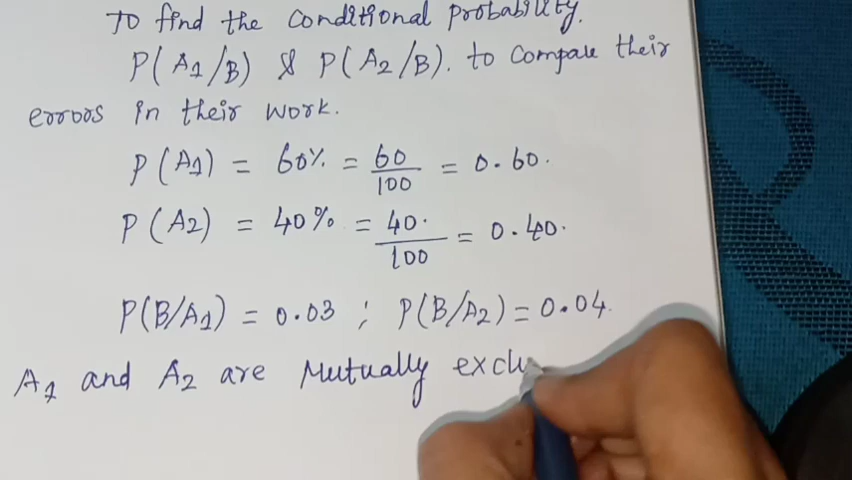 To find the conditional probability.
P(A1/B) & P(A2/B). to compare their
errors in their work.
P(A1) = 60% = 60/100 = 0.60.
P(A2) = 40% = 40./100 = 0.40.
P(B/A1) = 0.03 ; P(B/A2) = 0.04.
A1 and A2 are Mutually exclu